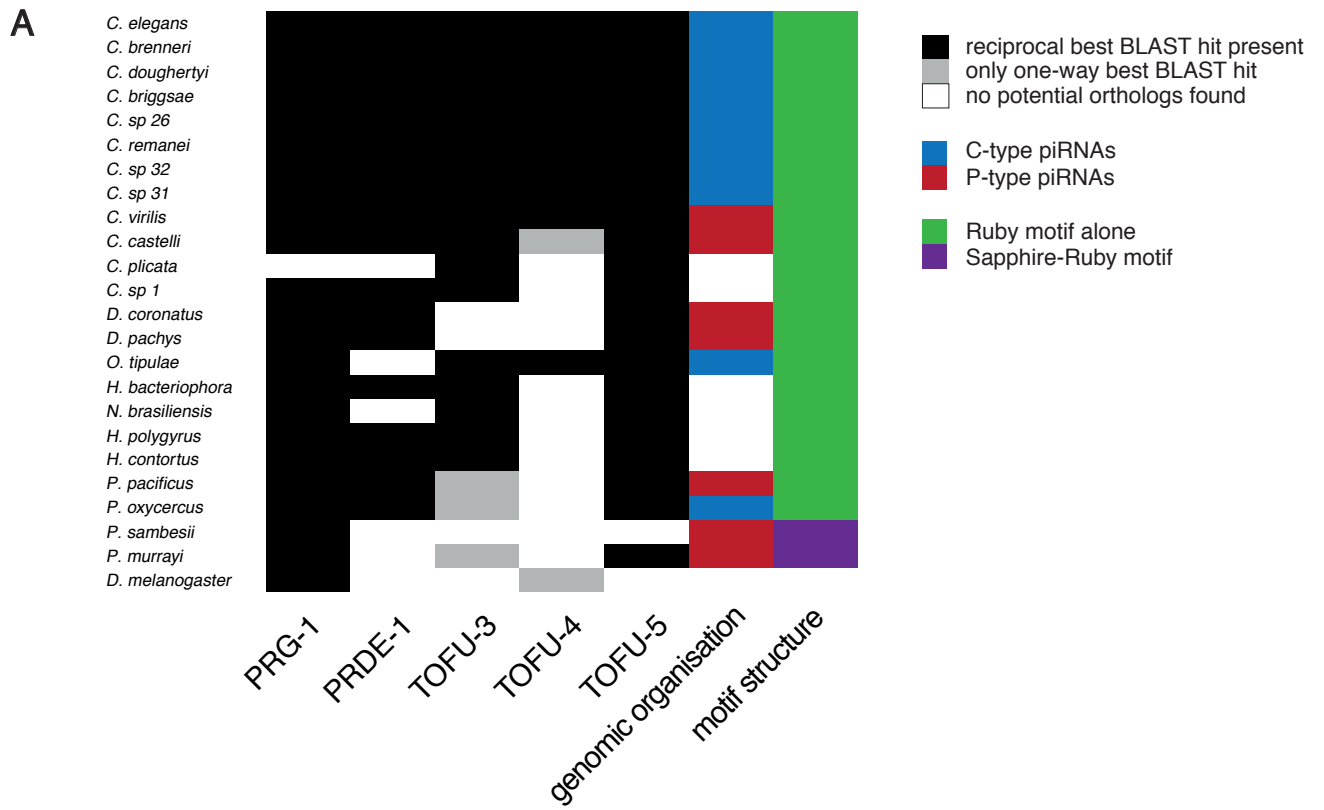 A
C. elegans
C. brenneri
C. doughertyi
C. briggsae
C. sp 26
C. remanei
C. sp 32
C. sp 31
C. virilis
C. castelli
C. plicata
C. sp 1
D. coronatus
D. pachys
O. tipulae
H. bacteriophora
N. brasiliensis
H. polygyrus
H. contortus
P. pacificus
P. oxycercus
P. sambesii
P. murrayi
D. melanogaster
PRG-1
PRDE-1
TOFU-3
TOFU-4
TOFU-5
genomic organisation
motif structure
reciprocal best BLAST hit present
only one-way best BLAST hit
no potential orthologs found
C-type piRNAs
P-type piRNAs
Ruby motif alone
Sapphire-Ruby motif